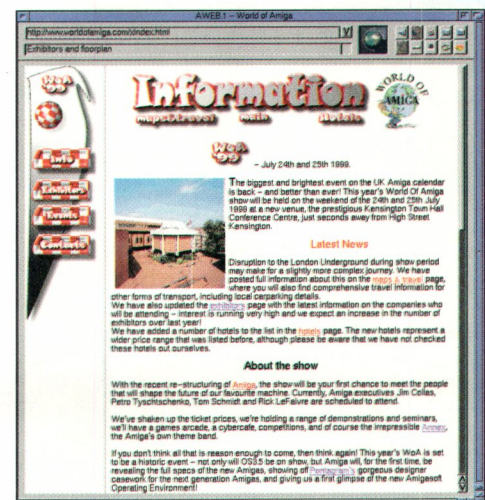 AWEB.1 – World of Amiga
http://www.worldofamiga.com/xindex.html
Exhibitors and floorplan
WoA
99
Information
maps&travel main Hotels
WORLD OF
AMIGA
Info
Exhibitors
Events
Contacts
WoA
99
– July 24th and 25th 1999.
The biggest and brightest event on the UK Amiga calendar
is back – and better than ever! This year's World Of Amiga
show will be held on the weekend of the 24th and 25th July
1999 at a new venue, the prestigious Kensington Town Hall
Conference Centre, just seconds away from High Street
Kensington.
Latest News
Disruption to the London Underground during show period
may make for a slightly more complex journey. We have
posted full information about this on the maps & travel page,
where you will also find comprehensive travel information for
other forms of transport, including local carparking details.
We have also updated the exhibitors page with the latest information on the companies who
will be attending – interest is running very high and we expect an increase in the number of
exhibitors over last year!
We have added a number of hotels to the list in the hotels page. The new hotels represent a
wider price range that was listed before, although please be aware that we have not checked
these hotels out ourselves.
About the show
With the recent re-structuring of Amiga, the show will be your first chance to meet the people
that will shape the future of our favourite machine. Currently, Amiga executives Jim Collas,
Petro Tyschtschenko, Tom Schmidt and Rick LeFaivre are scheduled to attend.
We've shaken up the ticket prices, we're holding a range of demonstrations and seminars,
we'll have a games arcade, a cybercafe, competitions, and of course the irrepressible Annex,
the Amiga's own theme band.
If you don't think all that is reason enough to come, then think again! This year's WoA is set
to be a historic event – not only will OS3.5 be on show, but Amiga will, for the first time, be
revealing the full specs of the new Amigas, showing off Pentagram's gorgeous designer
casework for the next generation Amigas, and giving us a first glimpse of the new Amigasoft
Operating Environment!